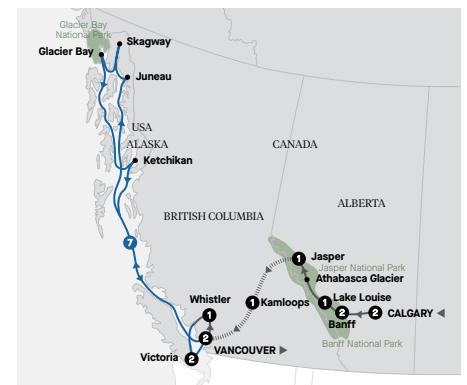 Glacier Bay
National Park
Skagway
Glacier Bay
Juneau
USA
ALASKA
CANADA
Ketchikan
ALBERTA
BRITISH COLUMBIA
7
1
Jasper
Jasper National Park
Athabasca Glacier
Whistler
1
1
Kamloops
1
Lake Louise
2
2
CALGARY
Banff
2
VANCOUVER
Banff National Park
Victoria
2